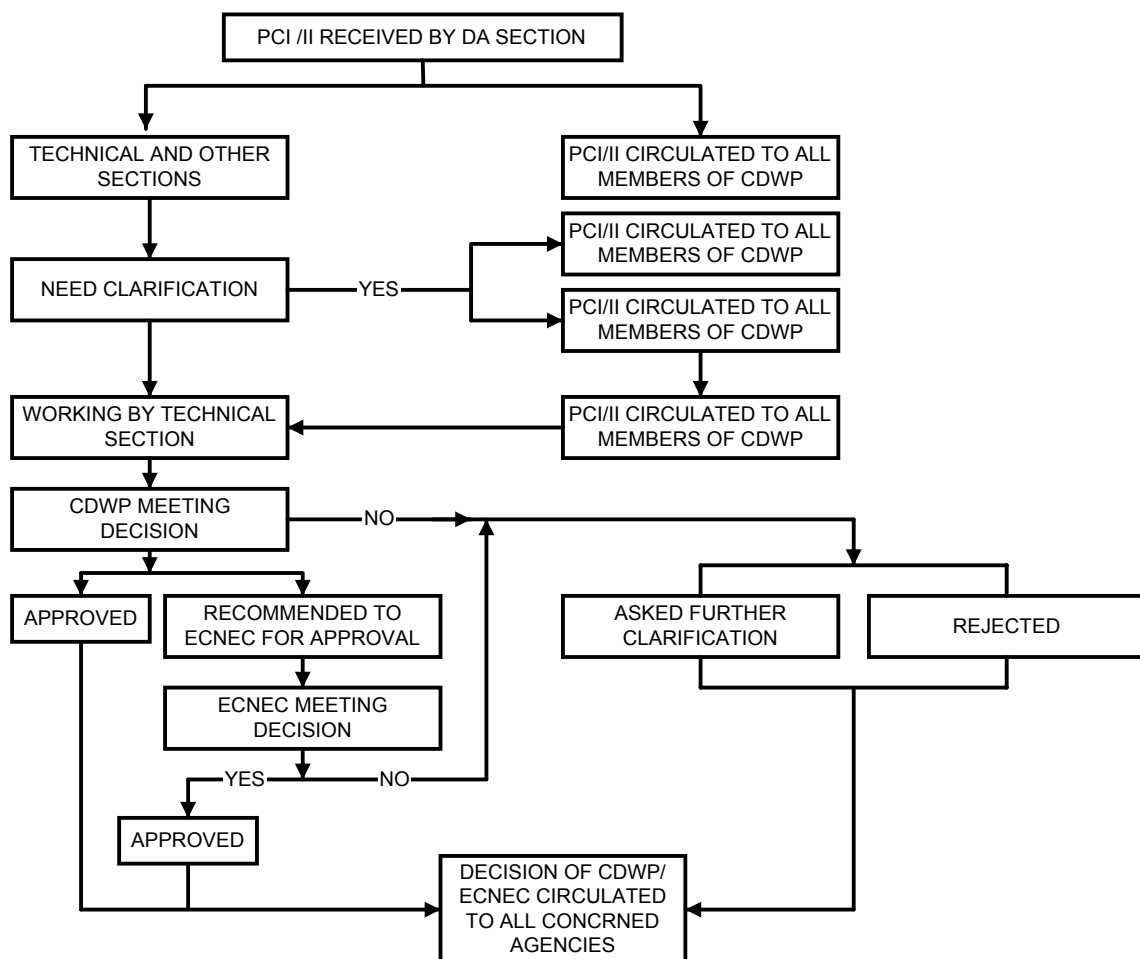 PCI /II RECEIVED BY DA SECTION
TECHNICAL AND OTHER
SECTIONS
PCI/II CIRCULATED TO ALL
MEMBERS OF CDWP
PCI/II CIRCULATED TO ALL
MEMBERS OF CDWP
NEED CLARIFICATION
YES
PCI/II CIRCULATED TO ALL
MEMBERS OF CDWP
WORKING BY TECHNICAL
SECTION
PCI/II CIRCULATED TO ALL
MEMBERS OF CDWP
CDWP MEETING
DECISION
NO
APPROVED
RECOMMENDED TO
ECNEC FOR APPROVAL
ASKED FURTHER
CLARIFICATION
REJECTED
ECNEC MEETING
DECISION
YES
NO
APPROVED
DECISION OF CDWP/
ECNEC CIRCULATED
TO ALL CONCRNED
AGENCIES